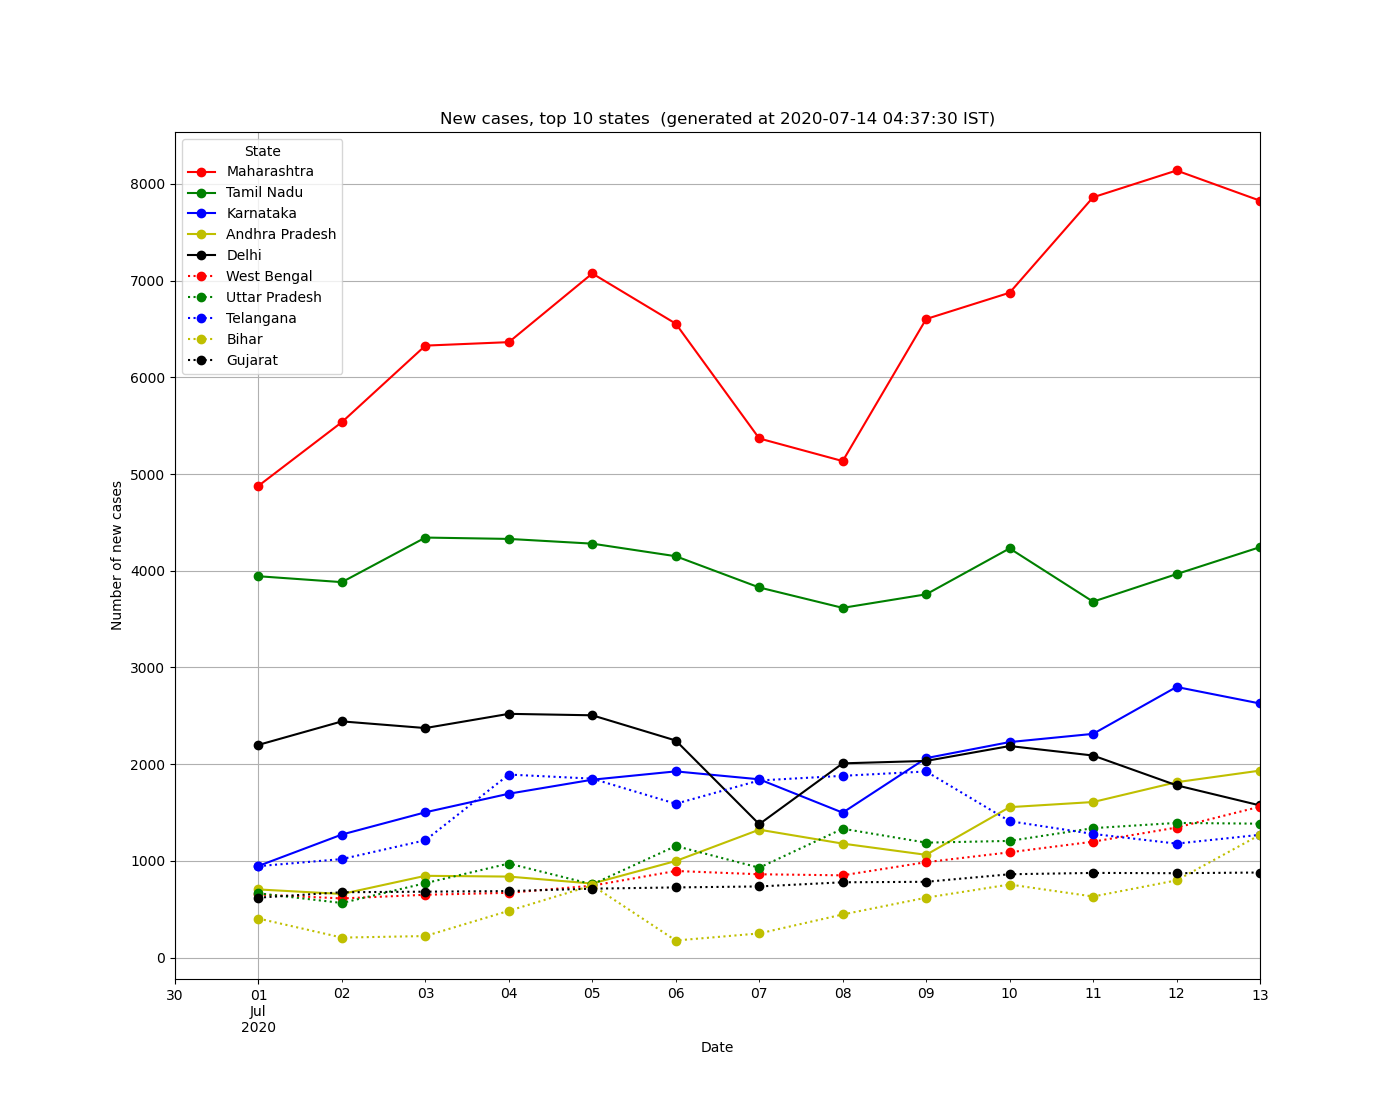 New cases, top 10 states  (generated at 2020-07-14 04:37:30 IST)
State
Maharashtra
Tamil Nadu
Karnataka
Andhra Pradesh
Delhi
West Bengal
Uttar Pradesh
Telangana
Bihar
Gujarat
8000
7000
6000
5000
4000
3000
2000
1000
0
Number of new cases
30 01 02 03 04 05 06 07 08 09 10 11 12 13
Jul
2020
Date